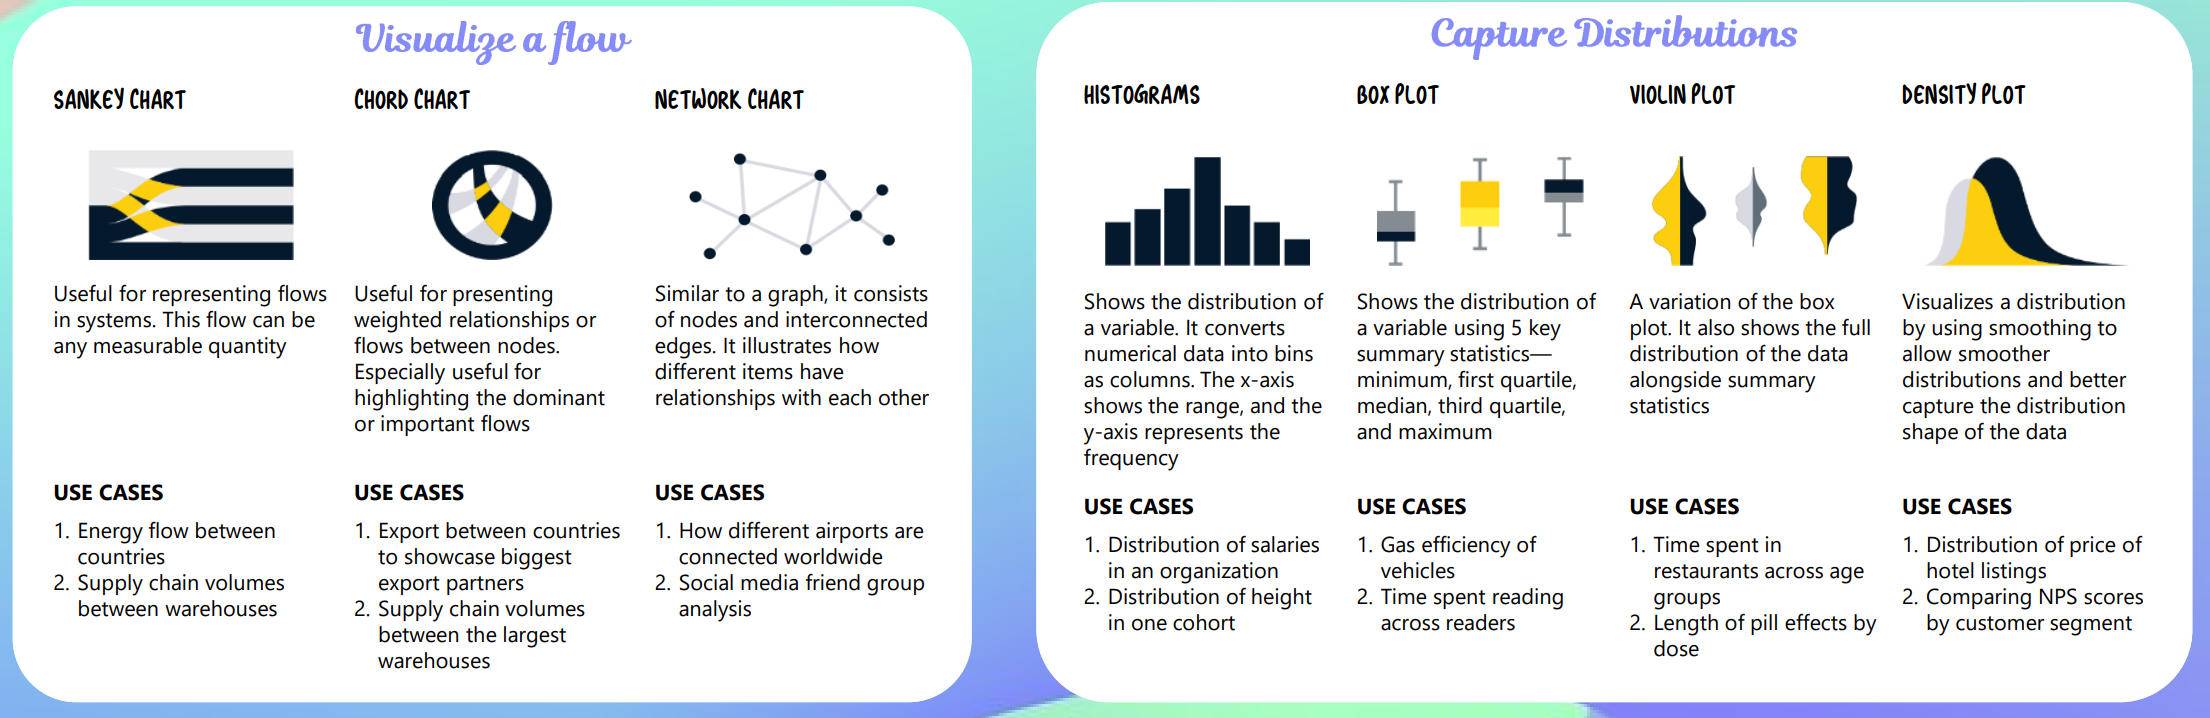 Visualize a flow
SANKEY CHART
Useful for representing flows
in systems. This flow can be
any measurable quantity
USE CASES
1. Energy flow between
countries
2. Supply chain volumes
between warehouses
CHORD CHART
Useful for presenting
weighted relationships or
flows between nodes.
Especially useful for
highlighting the dominant
or important flows
USE CASES
1. Export between countries
to showcase biggest
export partners
2. Supply chain volumes
between the largest
warehouses
NETWORK CHART
Similar to a graph, it consists
of nodes and interconnected
edges. It illustrates how
different items have
relationships with each other
USE CASES
1. How different airports are
connected worldwide
2. Social media friend group
analysis
Capture Distributions
HISTOGRAMS
Shows the distribution of
a variable. It converts
numerical data into bins
as columns. The x-axis
shows the range, and the
y-axis represents the
frequency
USE CASES
1. Distribution of salaries
in an organization
2. Distribution of height
in one cohort
BOX PLOT
Shows the distribution of
a variable using 5 key
summary statistics—
minimum, first quartile,
median, third quartile,
and maximum
USE CASES
1. Gas efficiency of
vehicles
2. Time spent reading
across readers
VIOLIN PLOT
A variation of the box
plot. It also shows the full
distribution of the data
alongside summary
statistics
USE CASES
1. Time spent in
restaurants across age
groups
2. Length of pill effects by
dose
DENSITY PLOT
Visualizes a distribution
by using smoothing to
allow smoother
distributions and better
capture the distribution
shape of the data
USE CASES
1. Distribution of price of
hotel listings
2. Comparing NPS scores
by customer segment